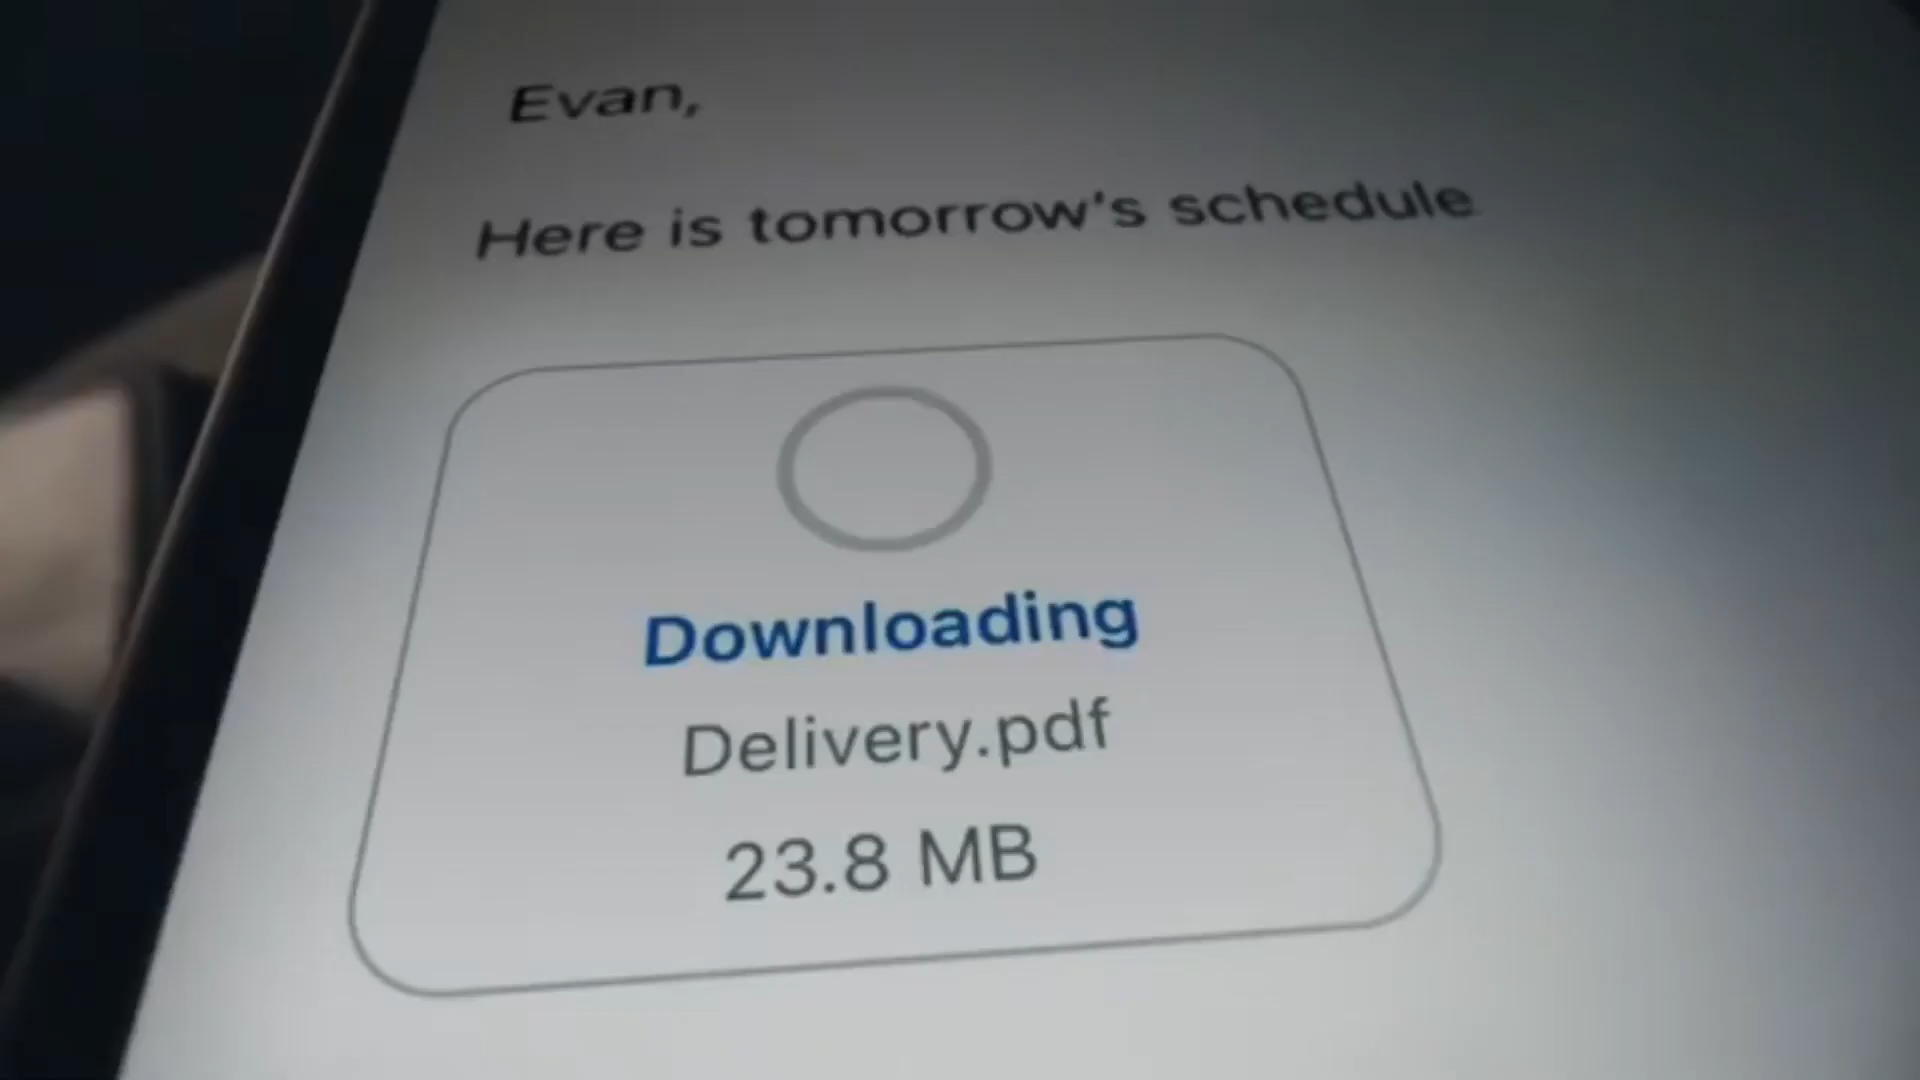 Evan,
Here is tomorrow's schedule
Downloading
Delivery.pdf
23.8 MB